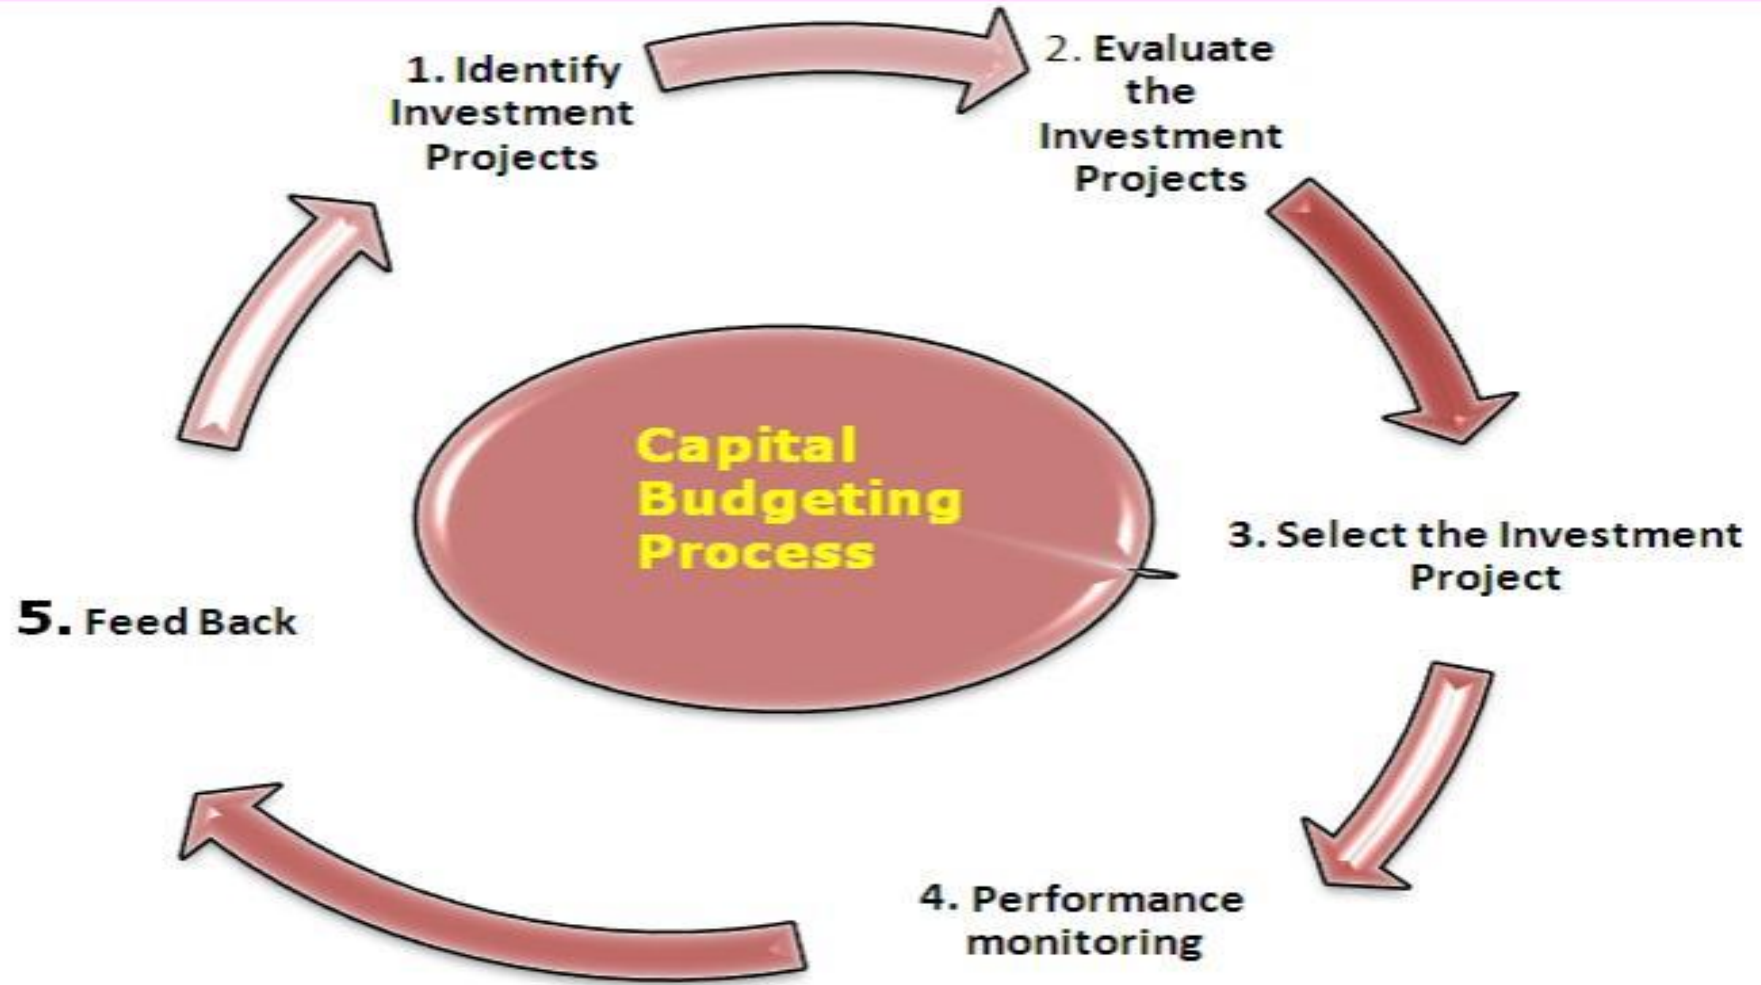 1. Identify
Investment
Projects
2. Evaluate
the
Investment
Projects
Capital
Budgeting
Process
3. Select the Investment
Project
4. Performance
monitoring
5. Feed Back